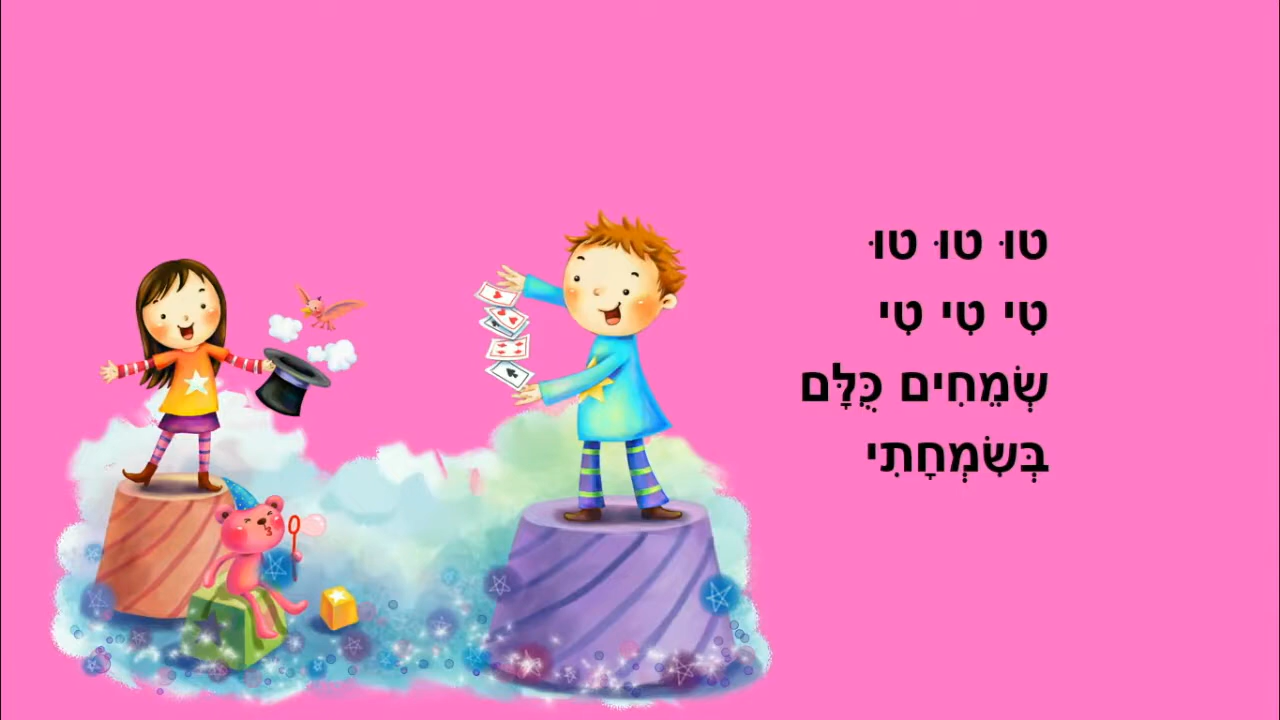 טוּ טוּ טוּ
טִי טִי טִי
שְׂמֵחִים כֻּלָּם
בְּשִׂמְחָתִי